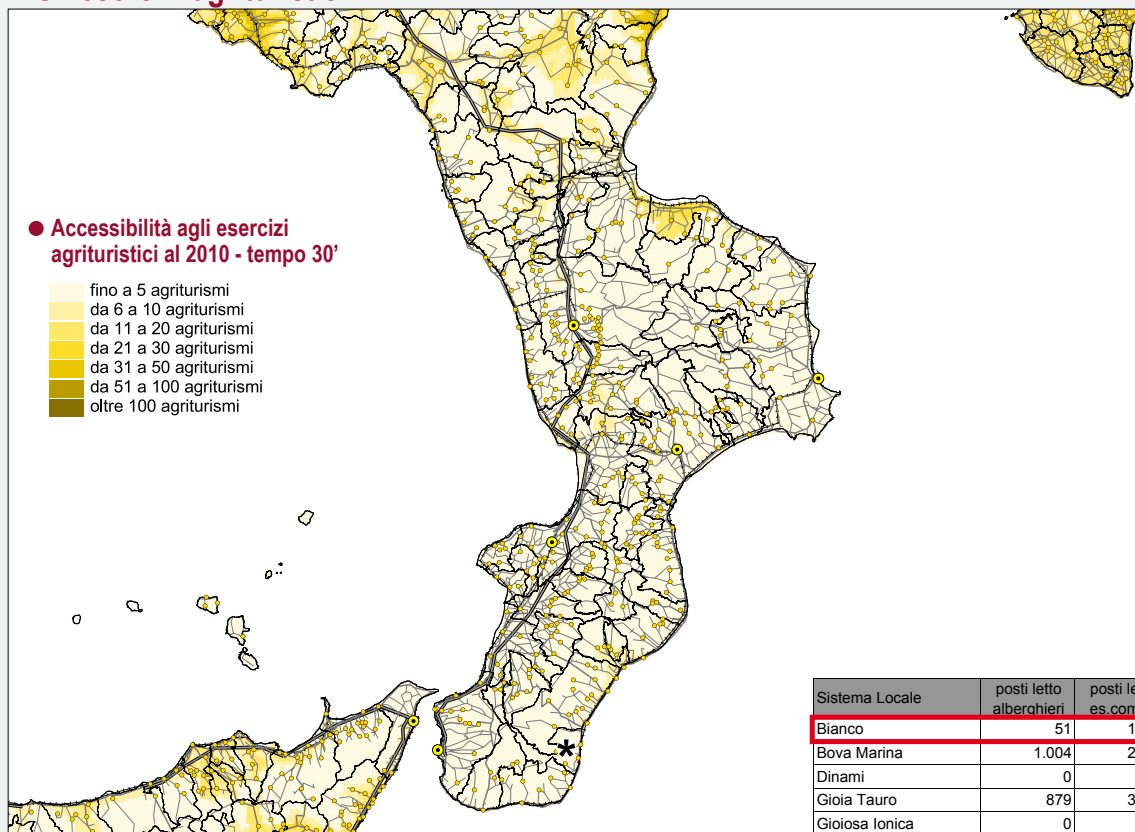 ● Accessibilità agli esercizi
agrituristici al 2010 - tempo 30'
fino a 5 agriturismi
da 6 a 10 agriturismi
da 11 a 20 agriturismi
da 21 a 30 agriturismi
da 31 a 50 agriturismi
da 51 a 100 agriturismi
oltre 100 agriturismi
*
Sistema Locale posti letto alberghieri
Bianco 51
Bova Marina 1.004
Dinami 0
Gioia Tauro 879
Gioiosa Ionica 0